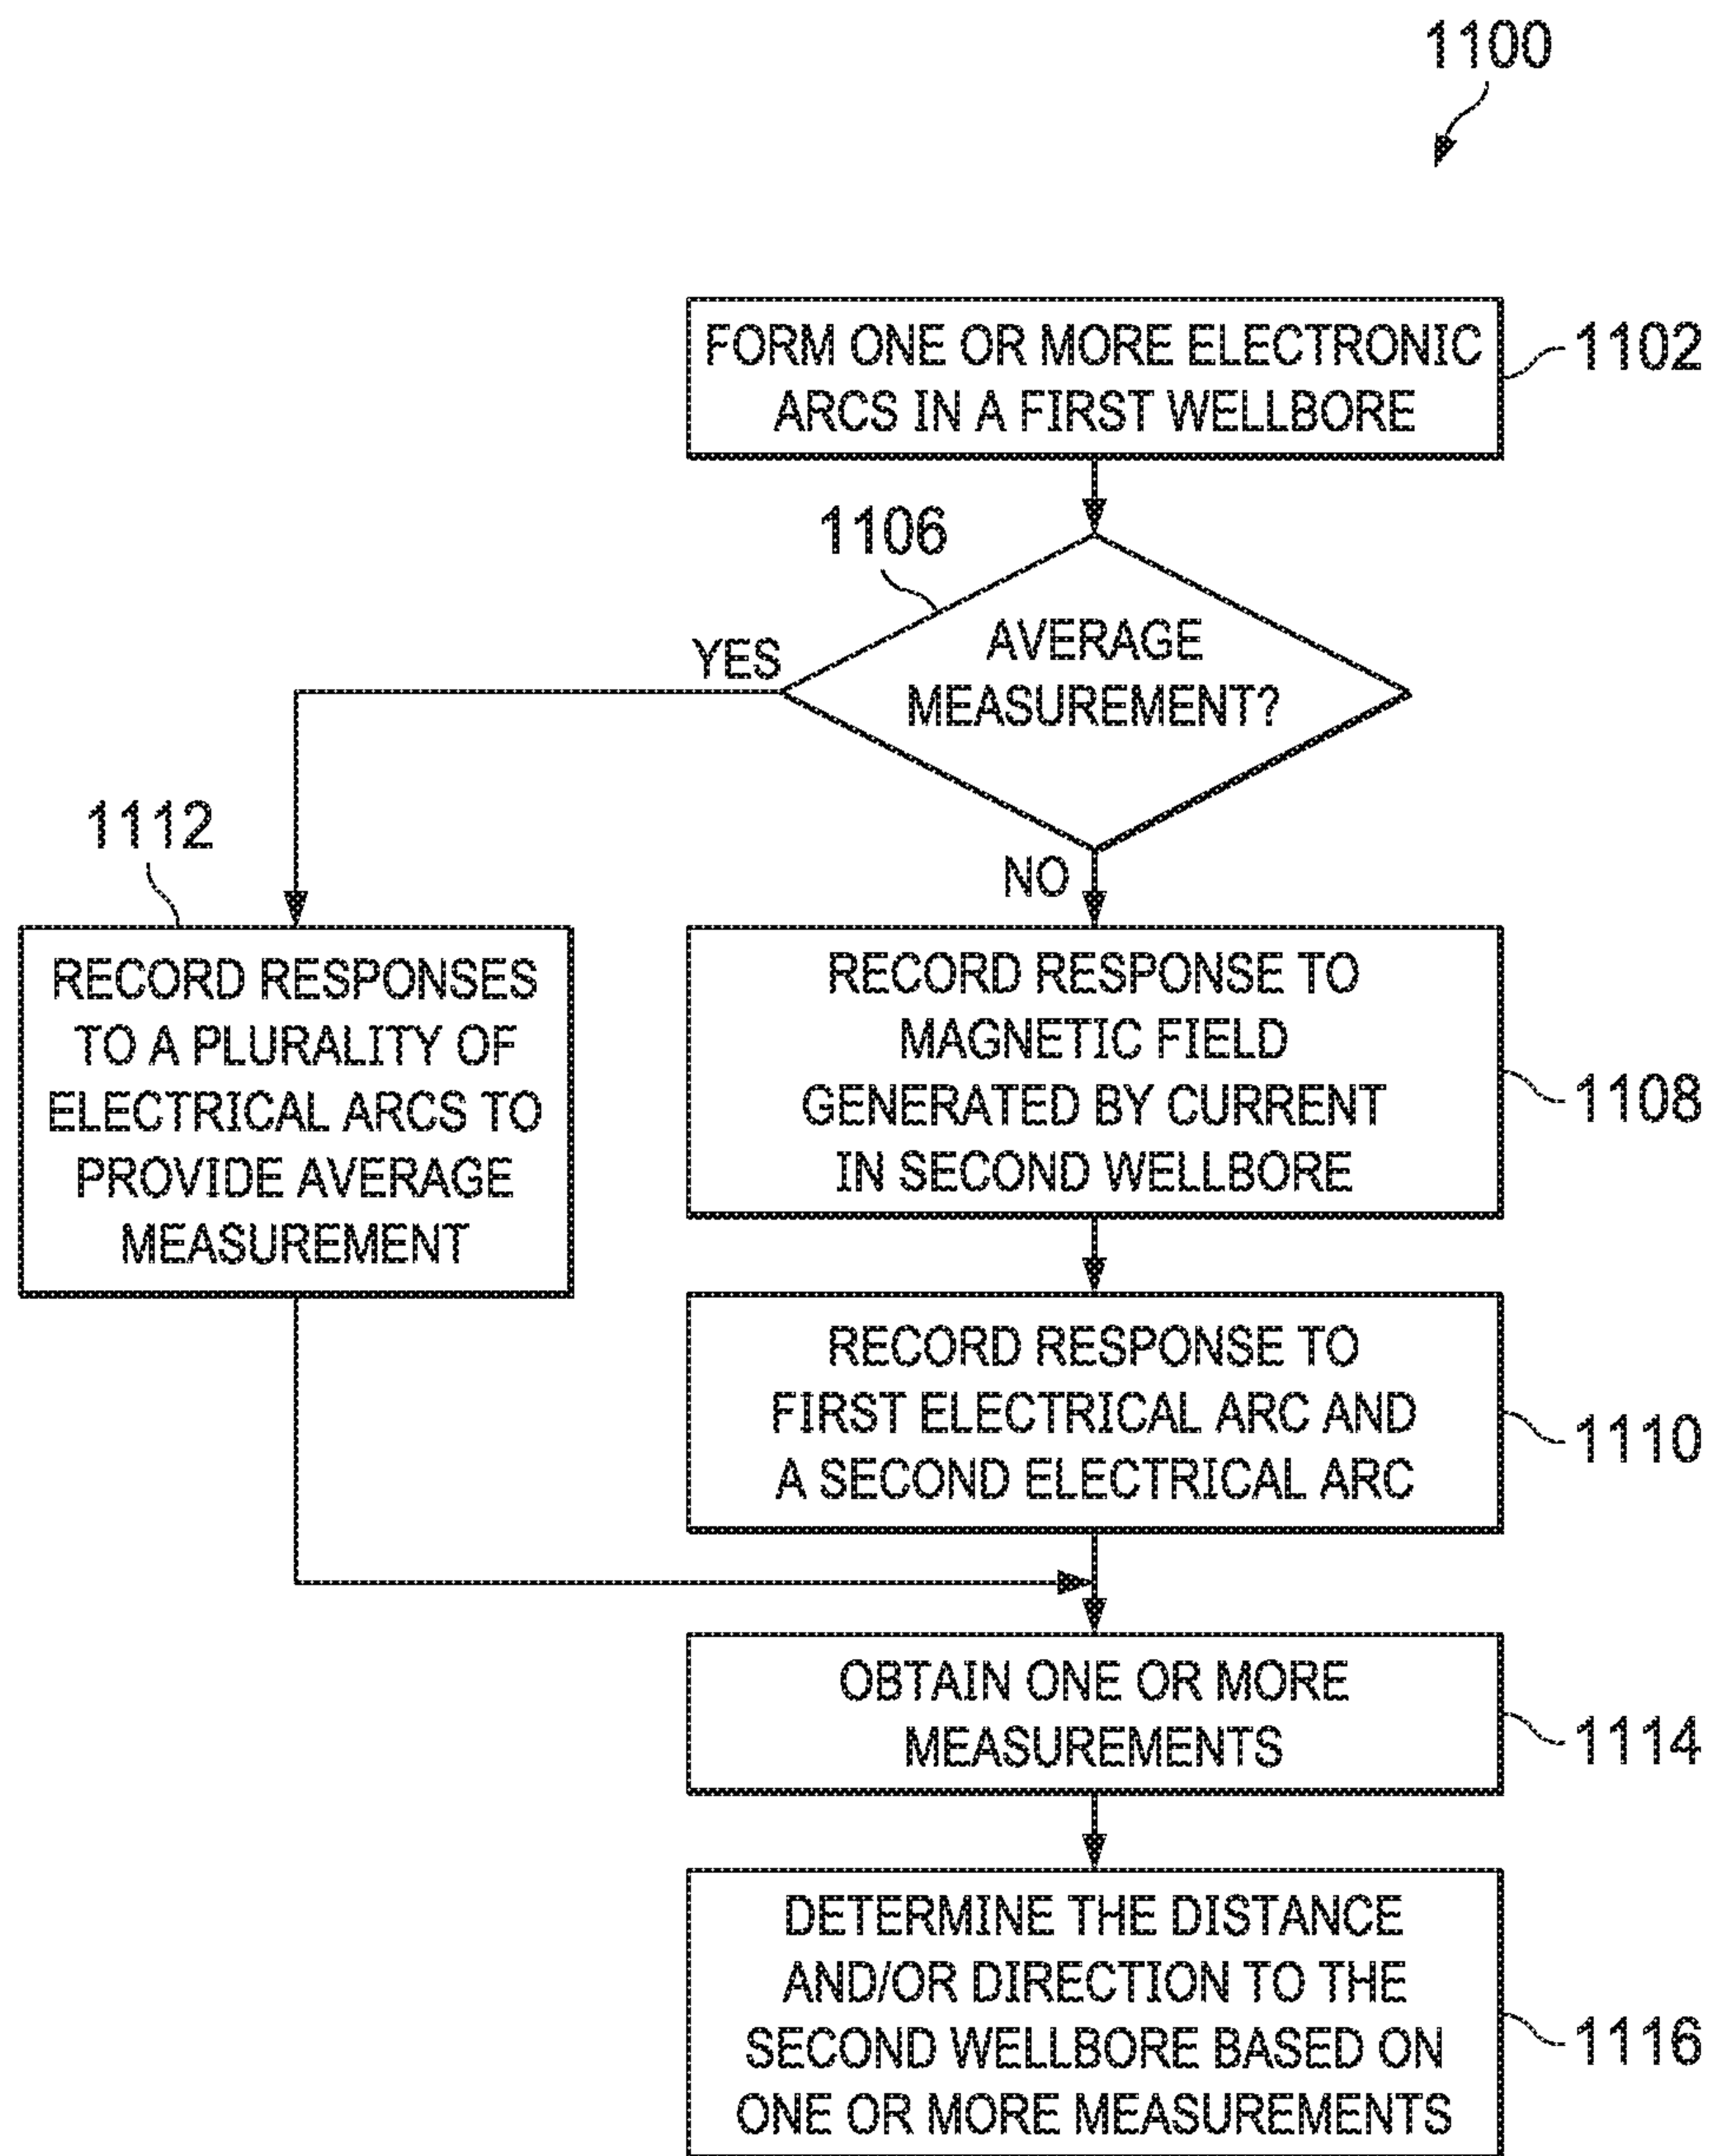 1100
FORM ONE OR MORE ELECTRONIC
ARCS IN A FIRST WELLBORE
1102
1106
AVERAGE
MEASUREMENT?
YES
NO
1112
RECORD RESPONSES
TO A PLURALITY OF
ELECTRICAL ARCS TO
PROVIDE AVERAGE
MEASUREMENT
RECORD RESPONSE TO
MAGNETIC FIELD
GENERATED BY CURRENT
IN SECOND WELLBORE
1108
RECORD RESPONSE TO
FIRST ELECTRICAL ARC AND
A SECOND ELECTRICAL ARC
1110
OBTAIN ONE OR MORE
MEASUREMENTS
1114
DETERMINE THE DISTANCE
AND/OR DIRECTION TO THE
SECOND WELLBORE BASED ON
ONE OR MORE MEASUREMENTS
1116